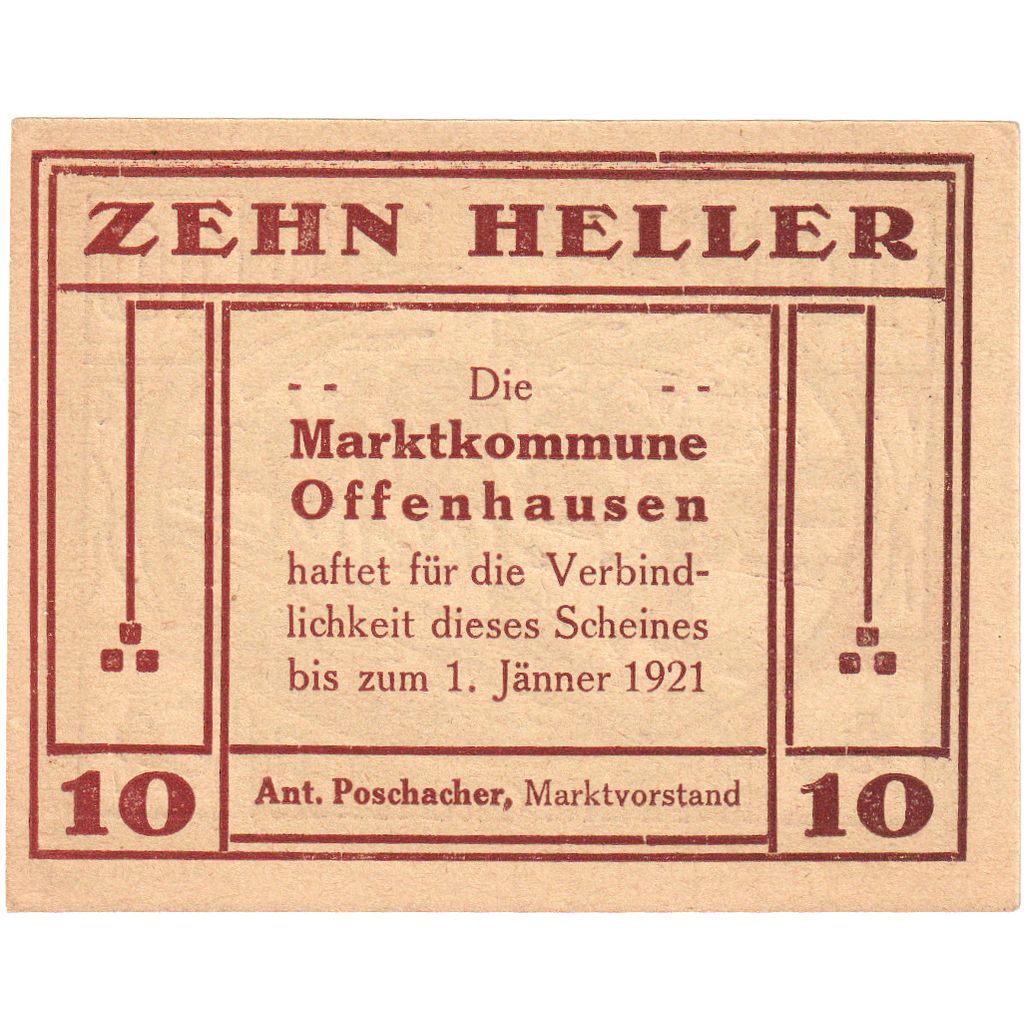 ZEHN HELLER
-- Die --
Marktkommune
Offenhausen
haftet für die Verbind-
lichkeit dieses Scheines
bis zum 1. Jänner 1921
10 Ant. Poschacher, Marktvorstand 10